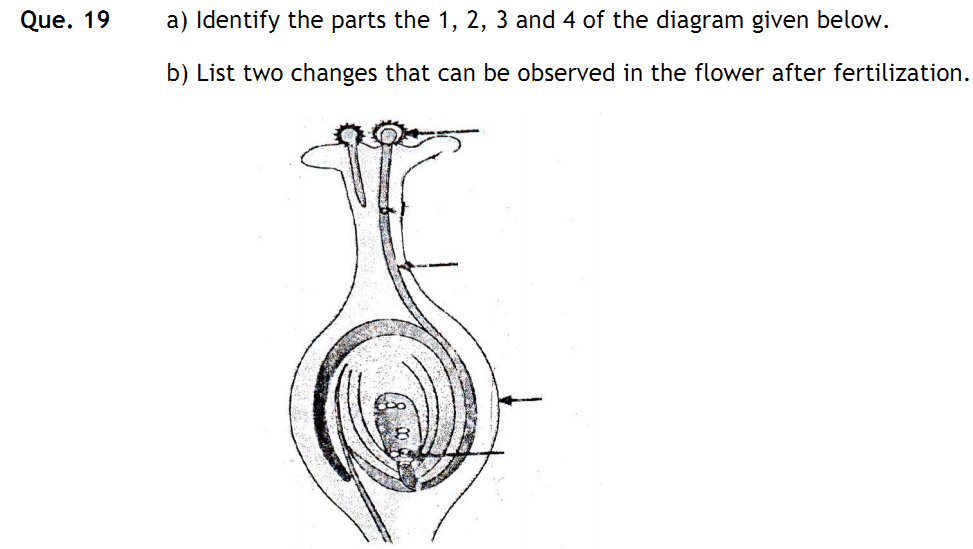 Que. 19 a) Identify the parts the 1, 2, 3 and 4 of the diagram given below.
b) List two changes that can be observed in the flower after fertilization.